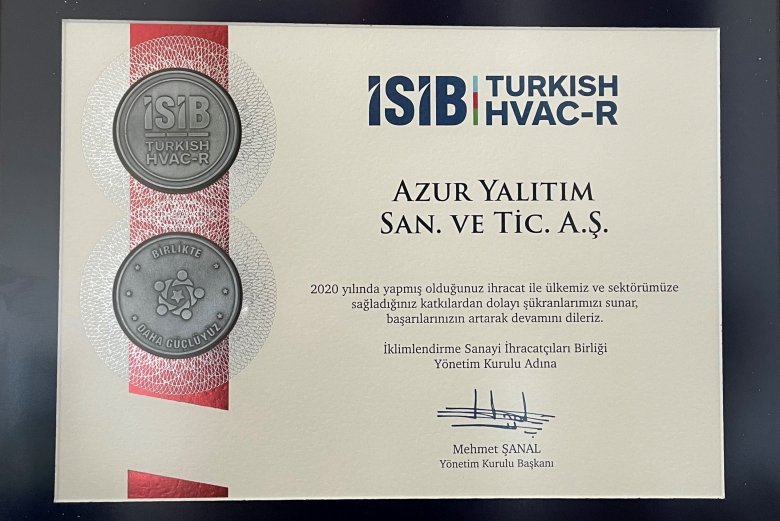 İSİB
TURKISH
HVAC-R
BİRLİKTE
DAHA GÜÇLÜYÜZ
İSİB TURKISH
HVAC-R
AZUR YALITIM
SAN. VE TİC. A.Ş.
2020 yılında yapmış olduğunuz ihracat ile ülkemiz ve sektörümüze
sağladığınız katkılardan dolayı şükranlarımızı sunar,
başarılarınızın artarak devamını dileriz.
İklimlendirme Sanayi İhracatçıları Birliği
Yönetim Kurulu Adına
Mehmet ŞANAL
Yönetim Kurulu Başkanı